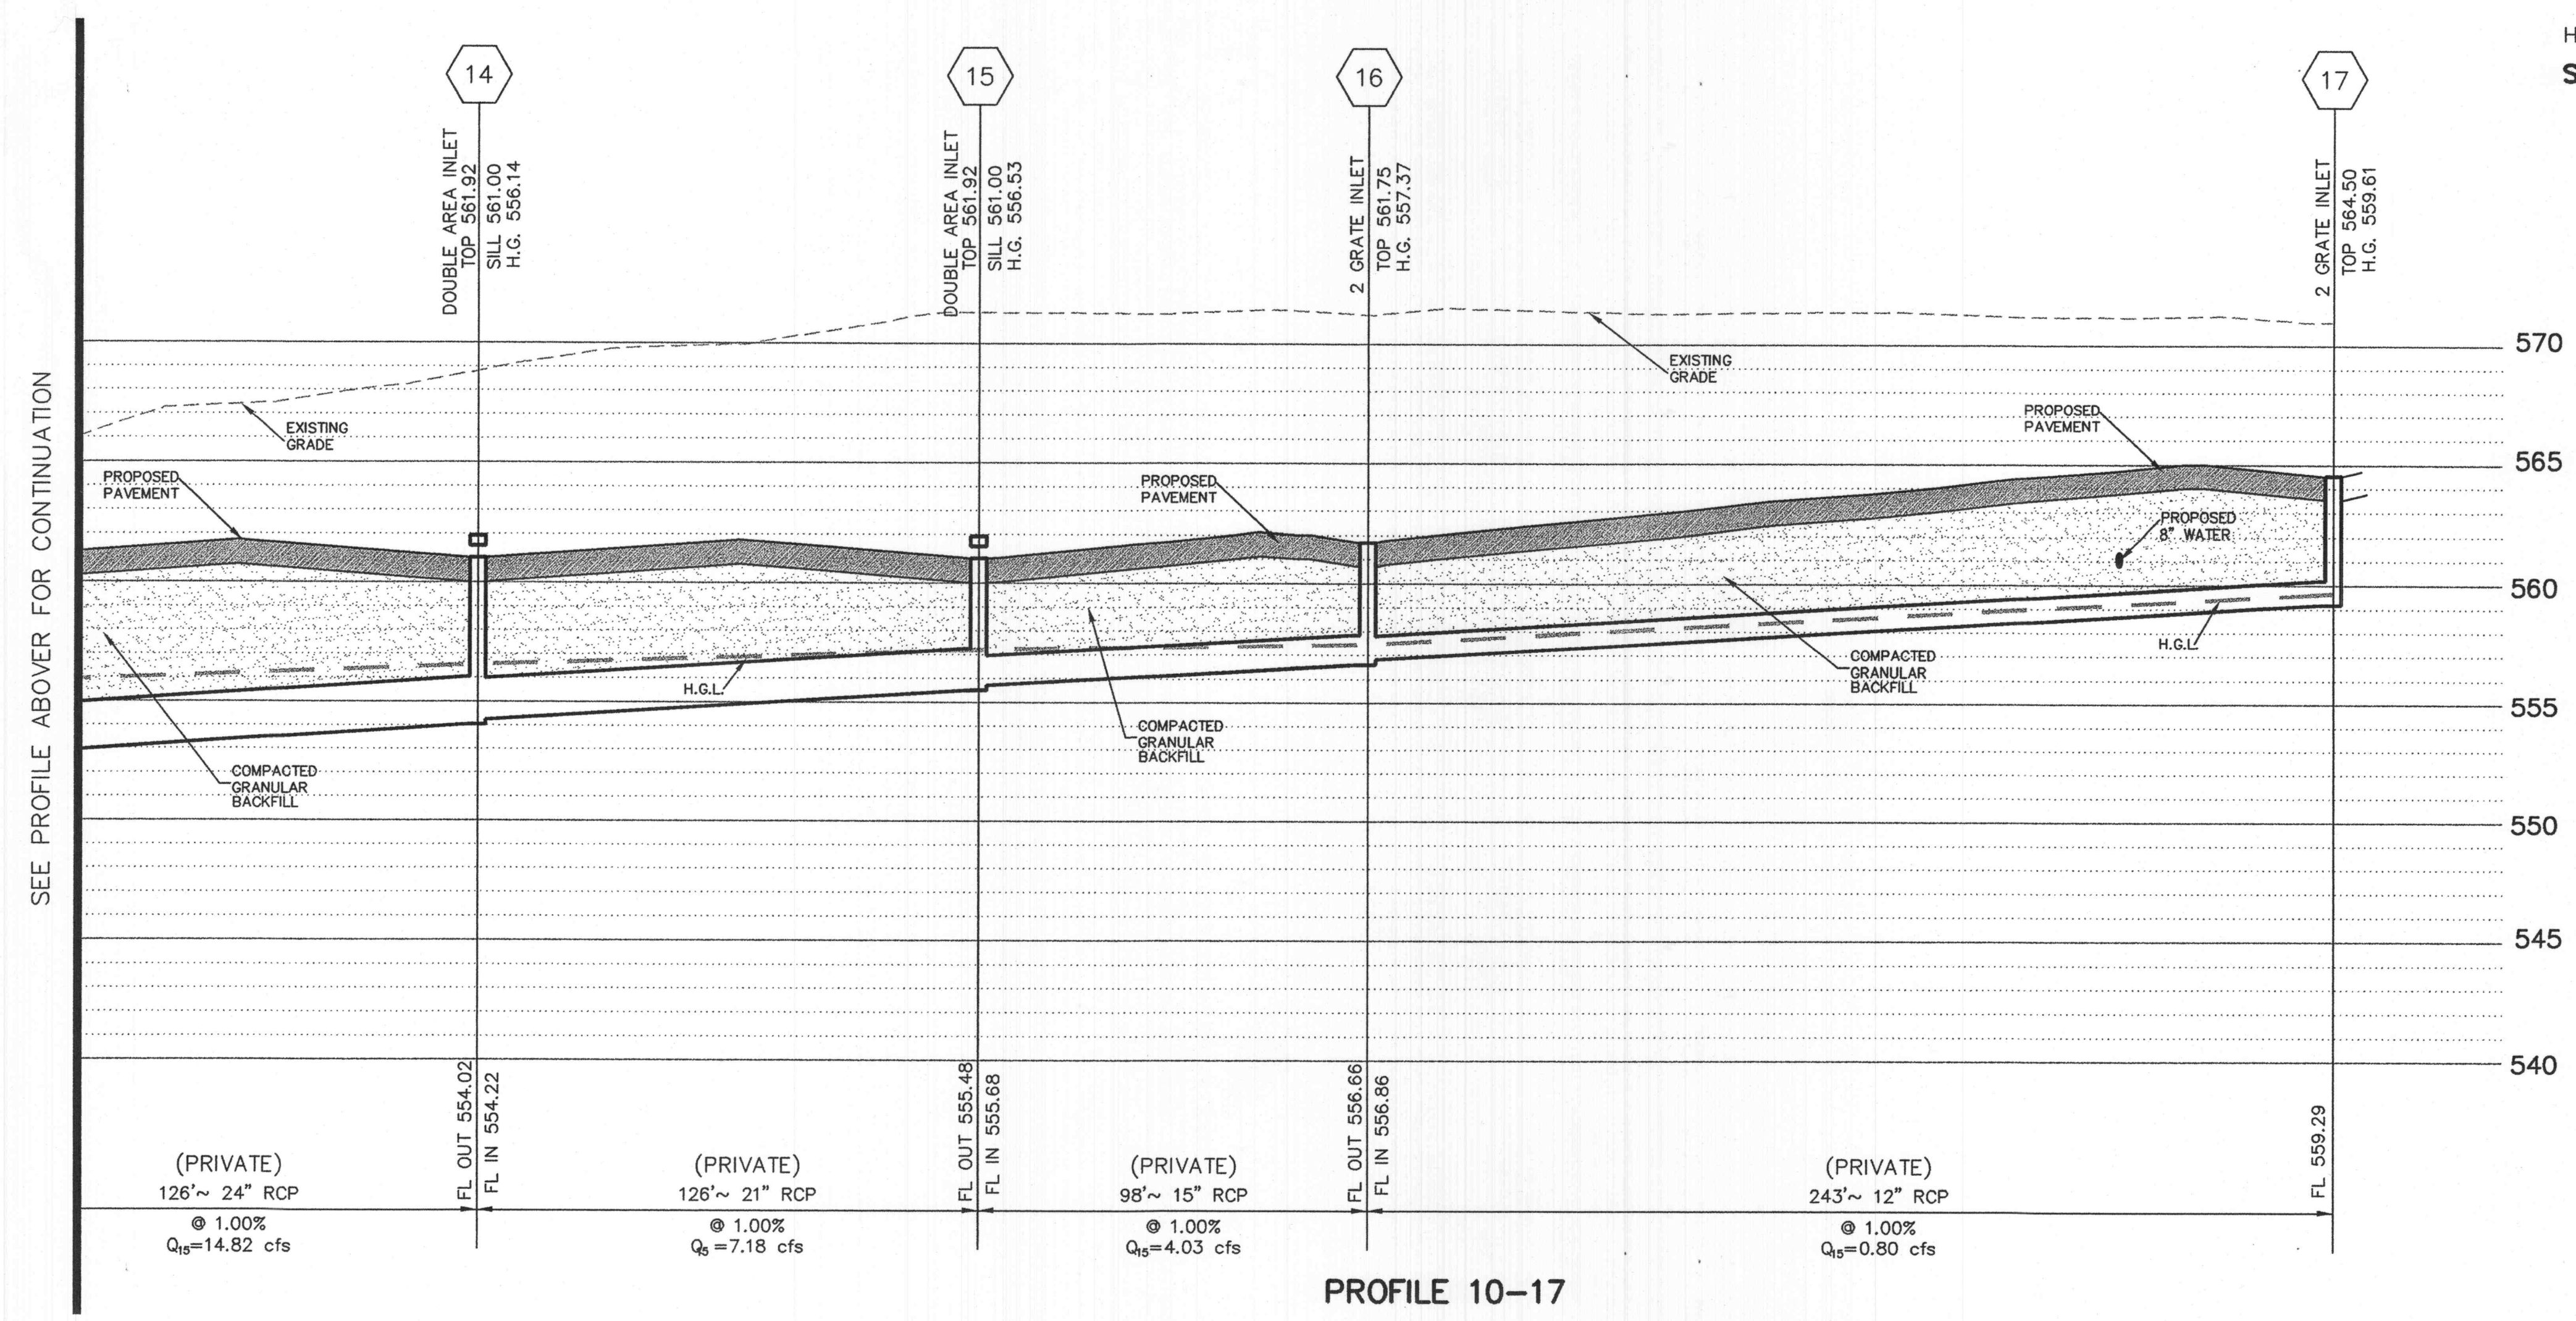 H
S
14
15
16
17
DOUBLE AREA INLET
TOP 561.92
SILL 561.00
H.G. 556.14
DOUBLE AREA INLET
TOP 561.92
SILL 561.00
H.G. 556.53
2 GRATE INLET
TOP 561.75
H.G. 557.37
2 GRATE INLET
TOP 564.50
H.G. 559.61
SEE PROFILE ABOVER FOR CONTINUATION
570
565
560
555
550
545
540
EXISTING
GRADE
EXISTING
GRADE
PROPOSED
PAVEMENT
PROPOSED
PAVEMENT
PROPOSED
PAVEMENT
PROPOSED
8" WATER
H.G.L.
H.G.L.
COMPACTED
GRANULAR
BACKFILL
COMPACTED
GRANULAR
BACKFILL
COMPACTED
GRANULAR
BACKFILL
FL OUT 554.02
FL IN 554.22
FL OUT 555.48
FL IN 555.68
FL OUT 556.66
FL IN 556.86
FL 559.29
(PRIVATE)
126'~ 24" RCP
@ 1.00%
Q15=14.82 cfs
(PRIVATE)
126'~ 21" RCP
@ 1.00%
Q5 =7.18 cfs
(PRIVATE)
98'~ 15" RCP
@ 1.00%
Q15=4.03 cfs
(PRIVATE)
243'~ 12" RCP
@ 1.00%
Q15=0.80 cfs
PROFILE 10-17